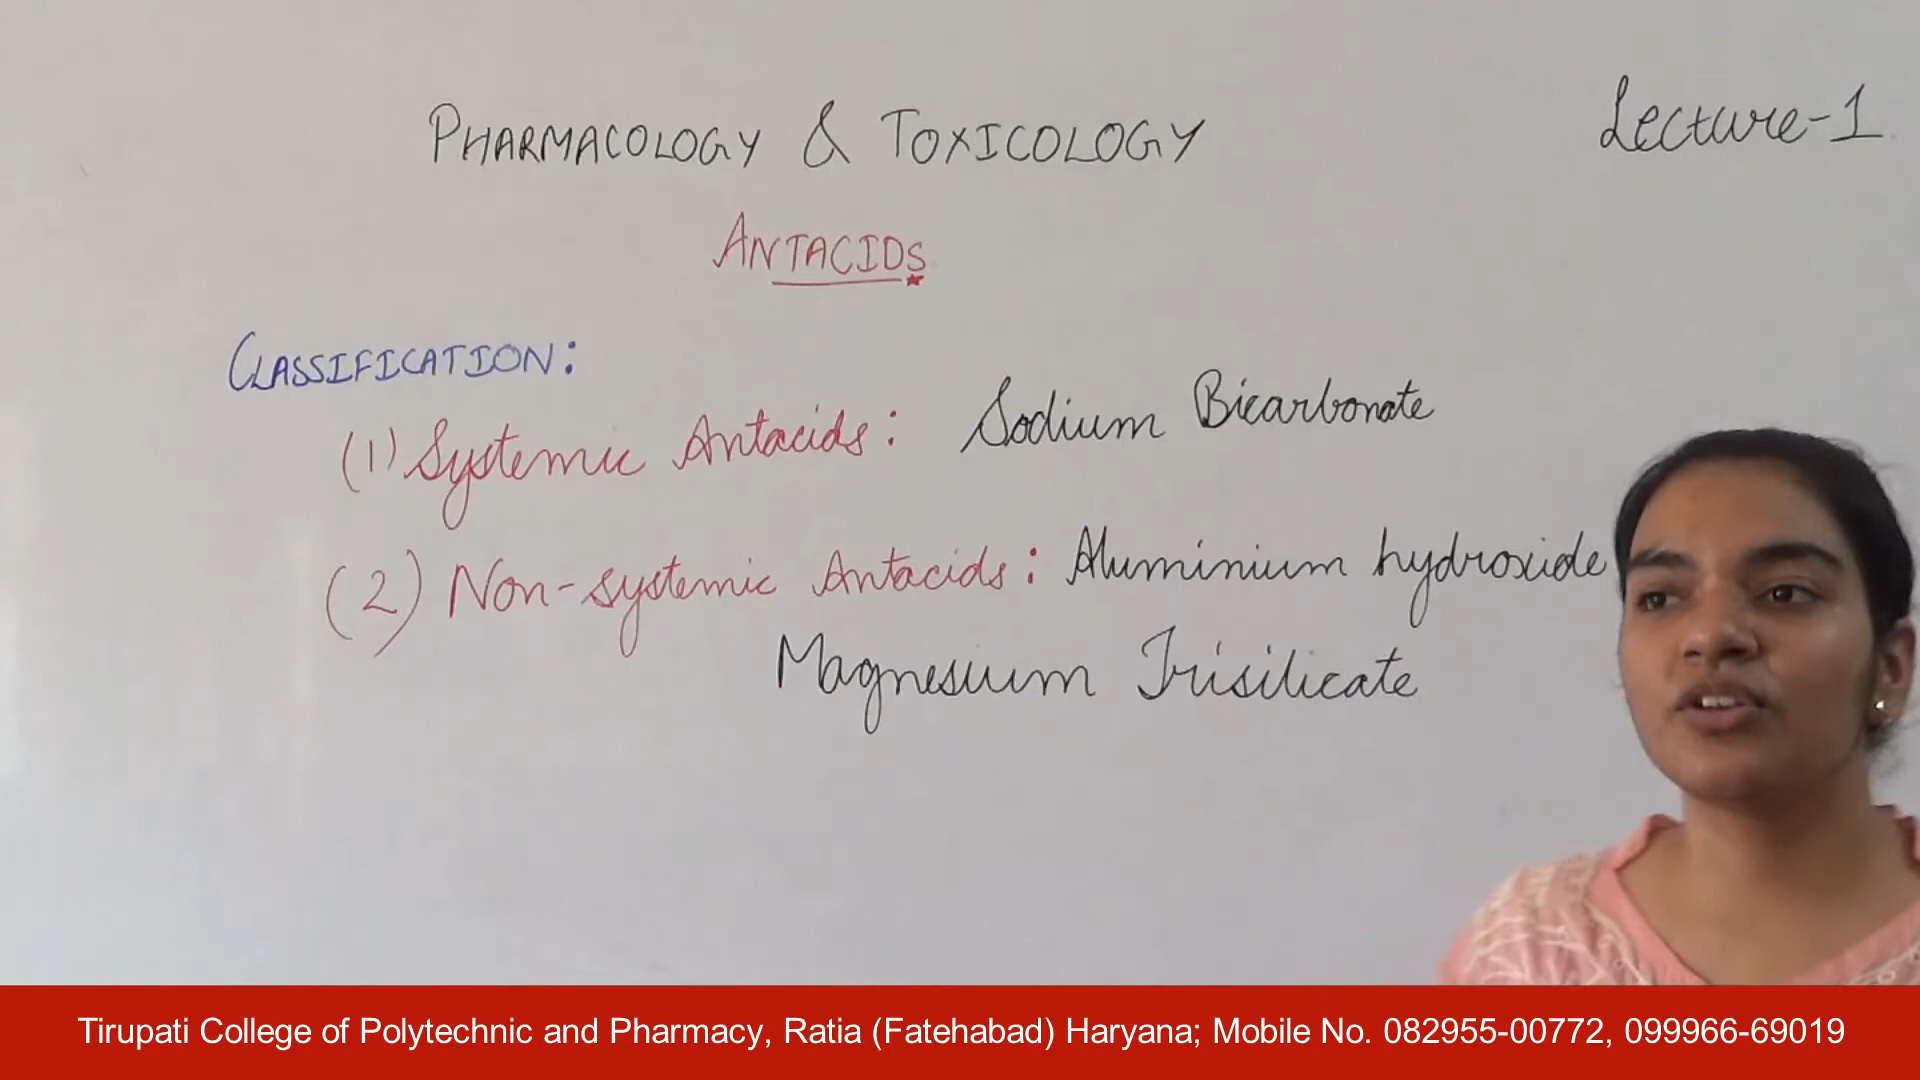 PHARMACOLOGY & TOXICOLOGY
Lecture-1
ANTACIDS
CLASSIFICATION:
(1) Systemic Antacids: Sodium Bicarbonate
(2) Non-systemic Antacids: Aluminium hydroxide
Magnesium Trisilicate
Tirupati College of Polytechnic and Pharmacy, Ratia (Fatehabad) Haryana; Mobile No. 082955-00772, 099966-69019